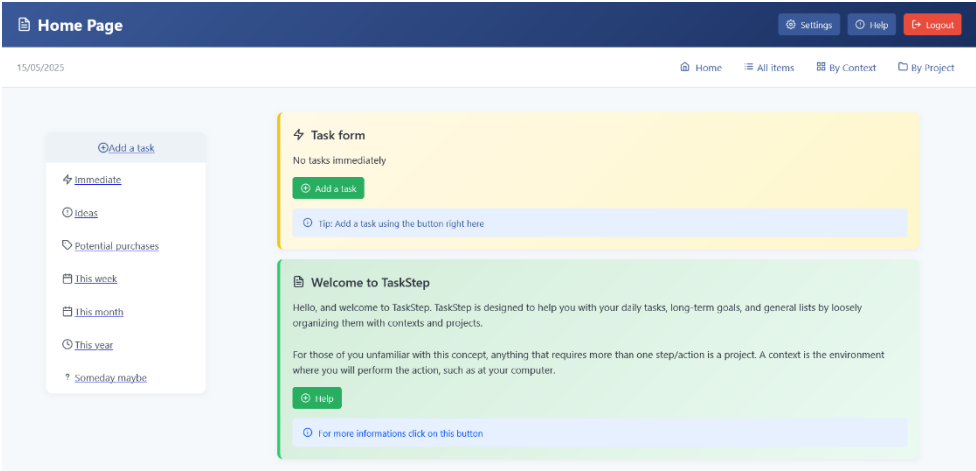 Home Page
Settings
Help
Logout
15/05/2025
Home
All items
By Context
By Project
Add a task
Immediate
Ideas
Potential purchases
This week
This month
This year
? Someday maybe
Task form
No tasks immediately
Add a task
Tip: Add a task using the button right here
Welcome to TaskStep
Hello, and welcome to TaskStep. TaskStep is designed to help you with your daily tasks, long-term goals, and general lists by loosely
organizing them with contexts and projects.
For those of you unfamiliar with this concept, anything that requires more than one step/action is a project. A context is the environment
where you will perform the action, such as at your computer.
Help
For more informations click on this button